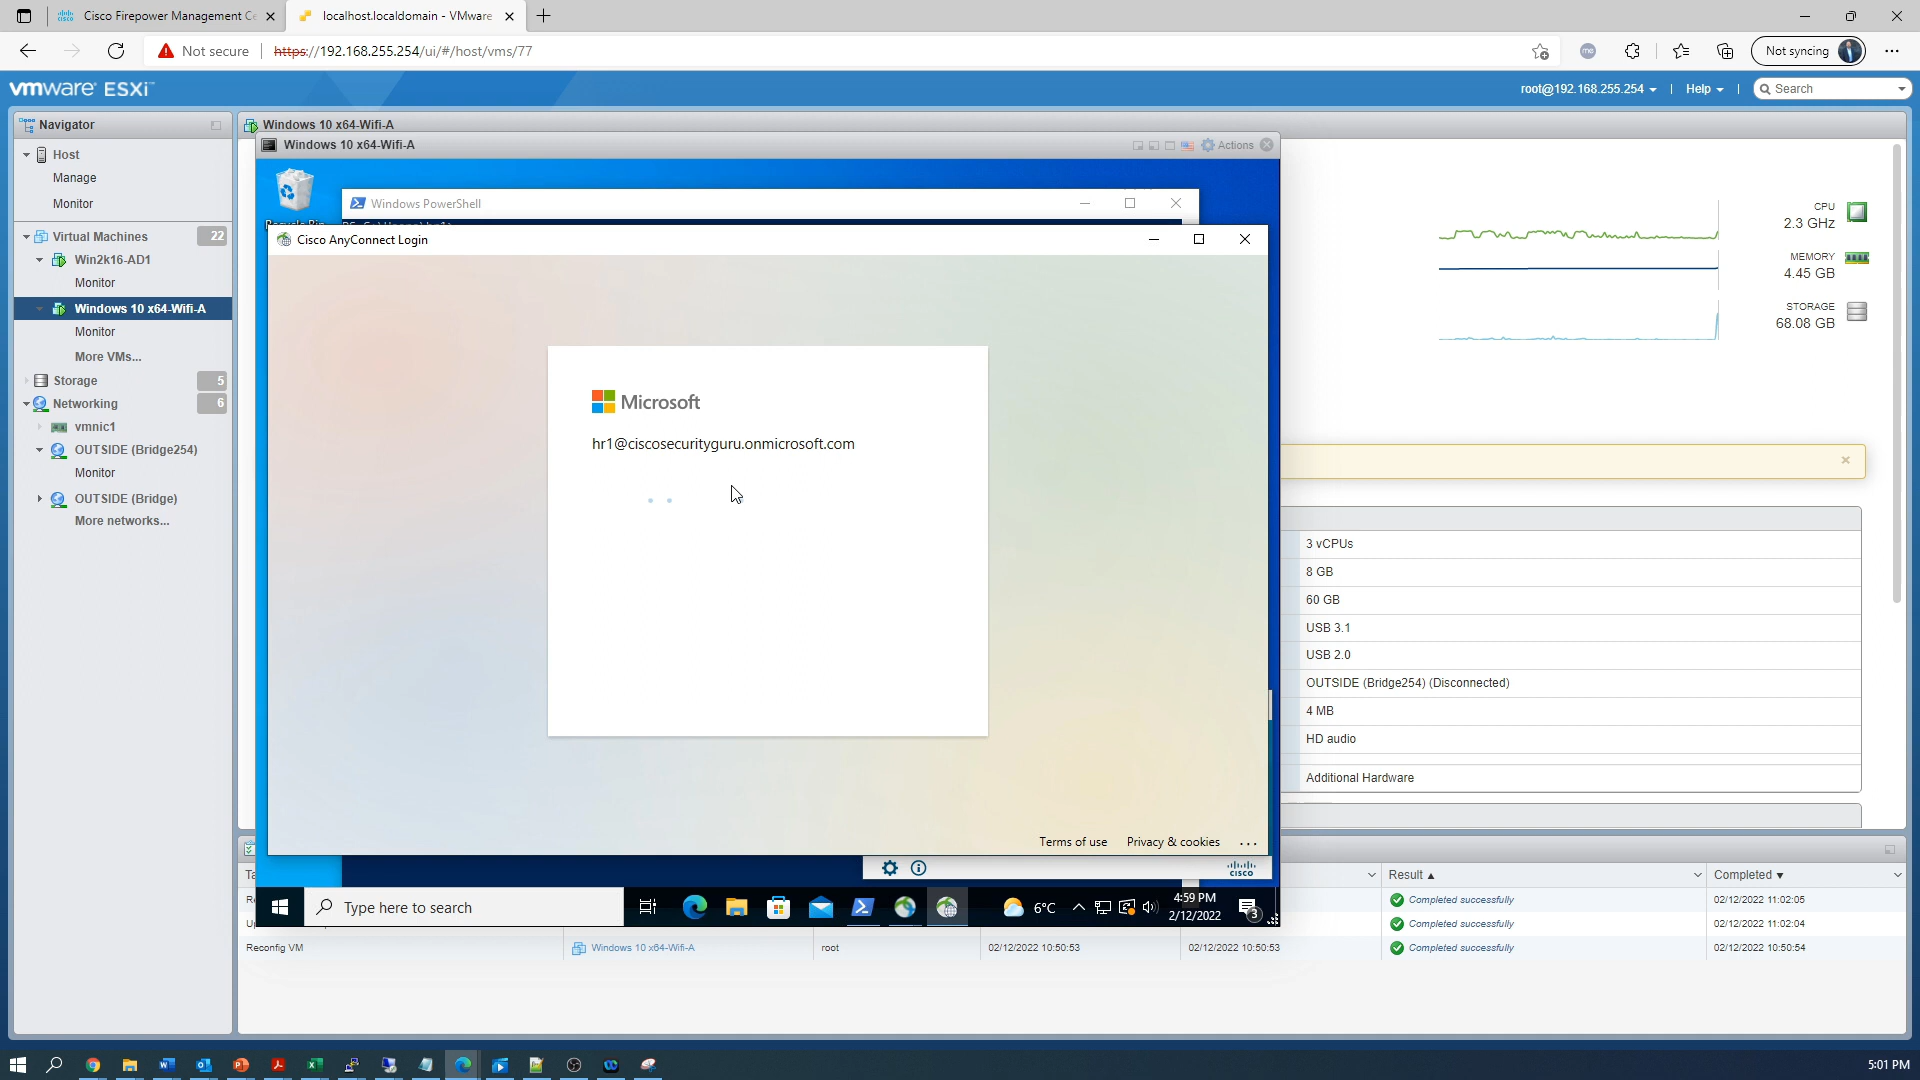 Cisco Firepower Management Ce
localhost.localdomain - VMware
Not secure
https://192.168.255.254/ui/#/host/vms/77
Not syncing
vmware ESXi
root@192.168.255.254
Help
Search
Navigator
Host
Manage
Monitor
Virtual Machines
22
Win2k16-AD1
Monitor
Windows 10 x64-Wifi-A
Monitor
More VMs...
Storage
5
Networking
6
vmnic1
OUTSIDE (Bridge254)
Monitor
OUTSIDE (Bridge)
More networks...
Windows 10 x64-Wifi-A
Windows 10 x64-Wifi-A
Actions
Windows PowerShell
Cisco AnyConnect Login
Microsoft
hr1@ciscosecurityguru.onmicrosoft.com
Terms of use
Privacy & cookies
...
CISCO
Type here to search
6°C
4:59 PM
2/12/2022
3
CPU
2.3 GHz
MEMORY
4.45 GB
STORAGE
68.08 GB
3 vCPUs
8 GB
60 GB
USB 3.1
USB 2.0
OUTSIDE (Bridge254) (Disconnected)
4 MB
HD audio
Additional Hardware
Result
Completed
Completed successfully
02/12/2022 11:02:05
Completed successfully
02/12/2022 11:02:04
Reconfig VM
Windows 10 x64-Wifi-A
root
02/12/2022 10:50:53
02/12/2022 10:50:53
Completed successfully
02/12/2022 10:50:54
5:01 PM